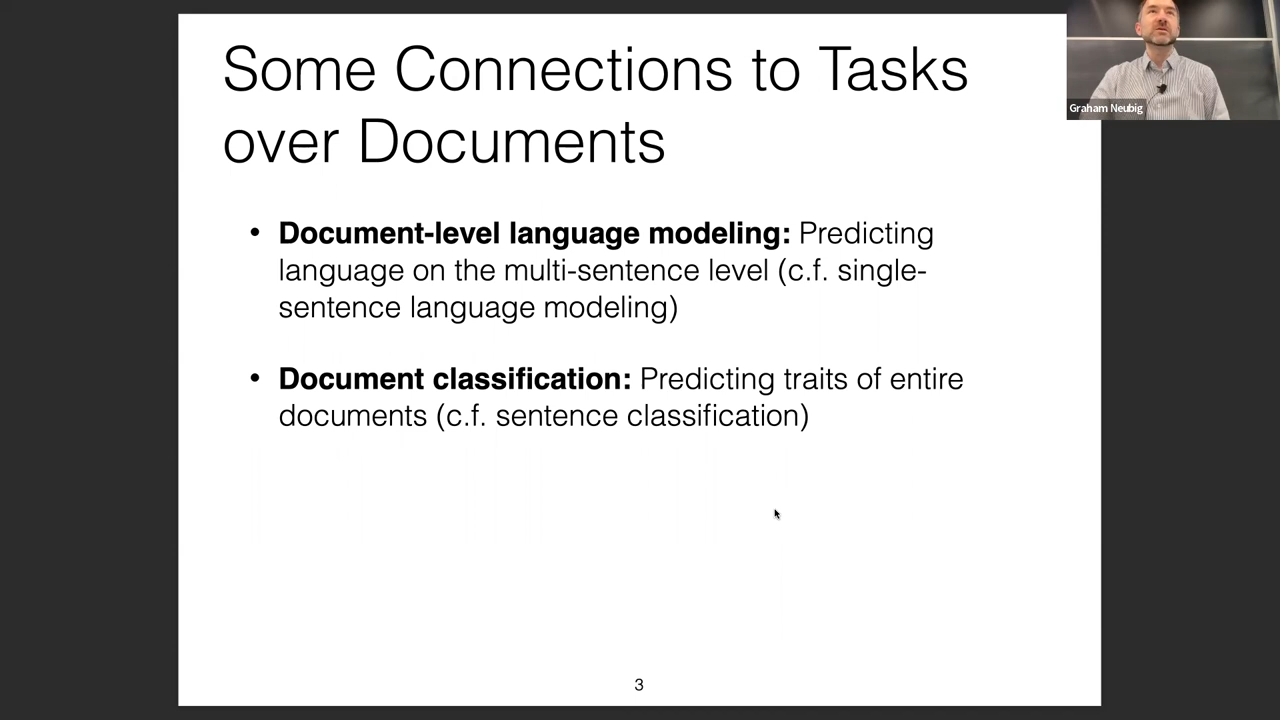 Some Connections to Tasks
over Documents
Graham Neubig
• Document-level language modeling: Predicting
language on the multi-sentence level (c.f. single-
sentence language modeling)
• Document classification: Predicting traits of entire
documents (c.f. sentence classification)
3